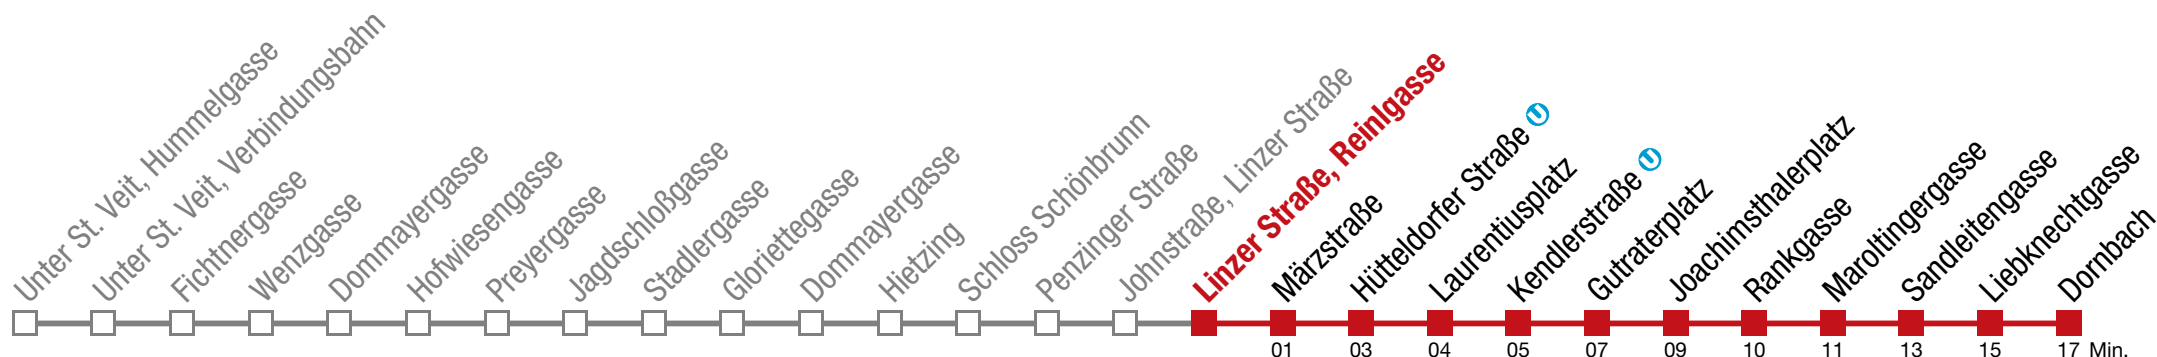 Unter St. Veit, Hummelgasse
Unter St. Veit, Verbindungsbahn
Fichtnergasse
Wenzgasse
Dommayergasse
Hofwiesengasse
Preyergasse
Jagdschloßgasse
Stadlergasse
Gloriettegasse
Dommayergasse
Hietzing
Schloss Schönbrunn
Penzinger Straße
Johnstraße, Linzer Straße
Linzer Straße, Reinlgasse
Märzstraße
Hütteldorfer Straße U
Laurentiusplatz
Kendlerstraße U
Gutraterplatz
Joachimsthalerplatz
Rankgasse
Maroltingergasse
Sandleitengasse
Liebknechtgasse
Dornbach
01 03 04 05 07 09 10 11 13 15 17 Min.